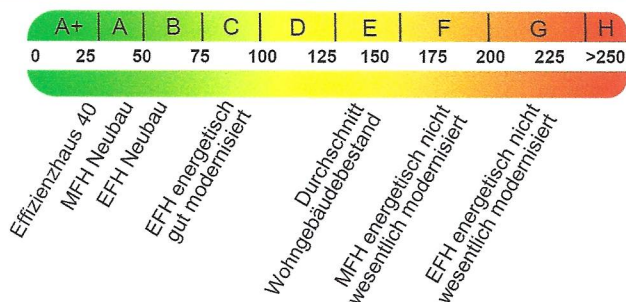 A+ A B C D E F G H
0 25 50 75 100 125 150 175 200 225 >250
Effizienzhaus 40
MFH Neubau
EFH Neubau
EFH energetisch
gut modernisiert
Durchschnitt
Wohngebäudebestand
MFH energetisch nicht
wesentlich modernisiert
EFH energetisch nicht
wesentlich modernisiert